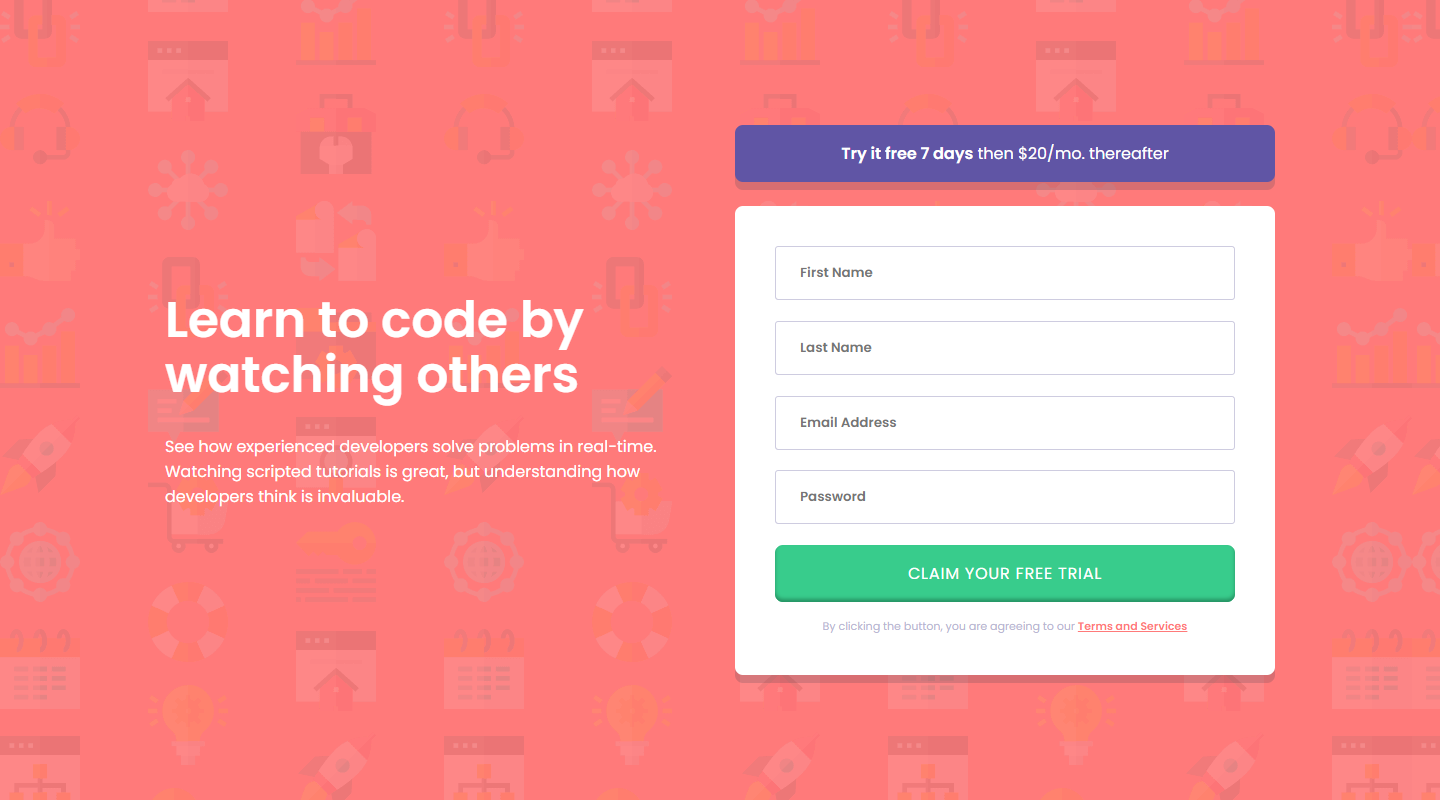 Learn to code by
watching others
See how experienced developers solve problems in real-time.
Watching scripted tutorials is great, but understanding how
developers think is invaluable.
Try it free 7 days then $20/mo. thereafter
First Name
Last Name
Email Address
Password
CLAIM YOUR FREE TRIAL
By clicking the button, you are agreeing to our Terms and Services